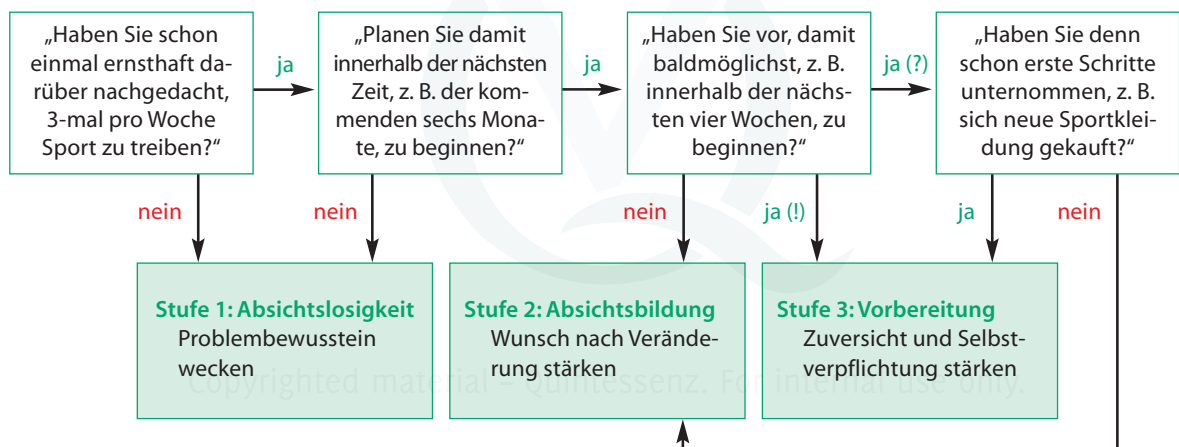 „Haben Sie schon
einmal ernsthaft da-
rüber nachgedacht,
3-mal pro Woche
Sport zu treiben?“
ja
„Planen Sie damit
innerhalb der nächsten
Zeit, z. B. der kom-
menden sechs Mona-
te, zu beginnen?“
ja
„Haben Sie vor, damit
baldmöglichst, z. B.
innerhalb der nächs-
ten vier Wochen, zu
beginnen?“
ja (?)
„Haben Sie denn
schon erste Schritte
unternommen, z. B.
sich neue Sportklei-
dung gekauft?“
nein
nein
nein
ja (!)
ja
nein
Stufe 1: Absichtslosigkeit
Problembewusstein
wecken
Stufe 2: Absichtsbildung
Wunsch nach Verände-
rung stärken
Stufe 3: Vorbereitung
Zuversicht und Selbst-
verpflichtung stärken
Copyrighted material – Quintessenz. For internal use only.